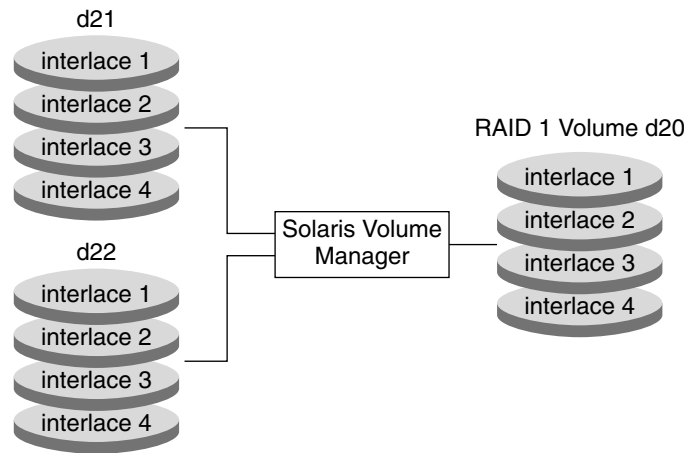 d21
interlace 1
interlace 2
interlace 3
interlace 4
d22
interlace 1
interlace 2
interlace 3
interlace 4
Solaris Volume
Manager
RAID 1 Volume d20
interlace 1
interlace 2
interlace 3
interlace 4